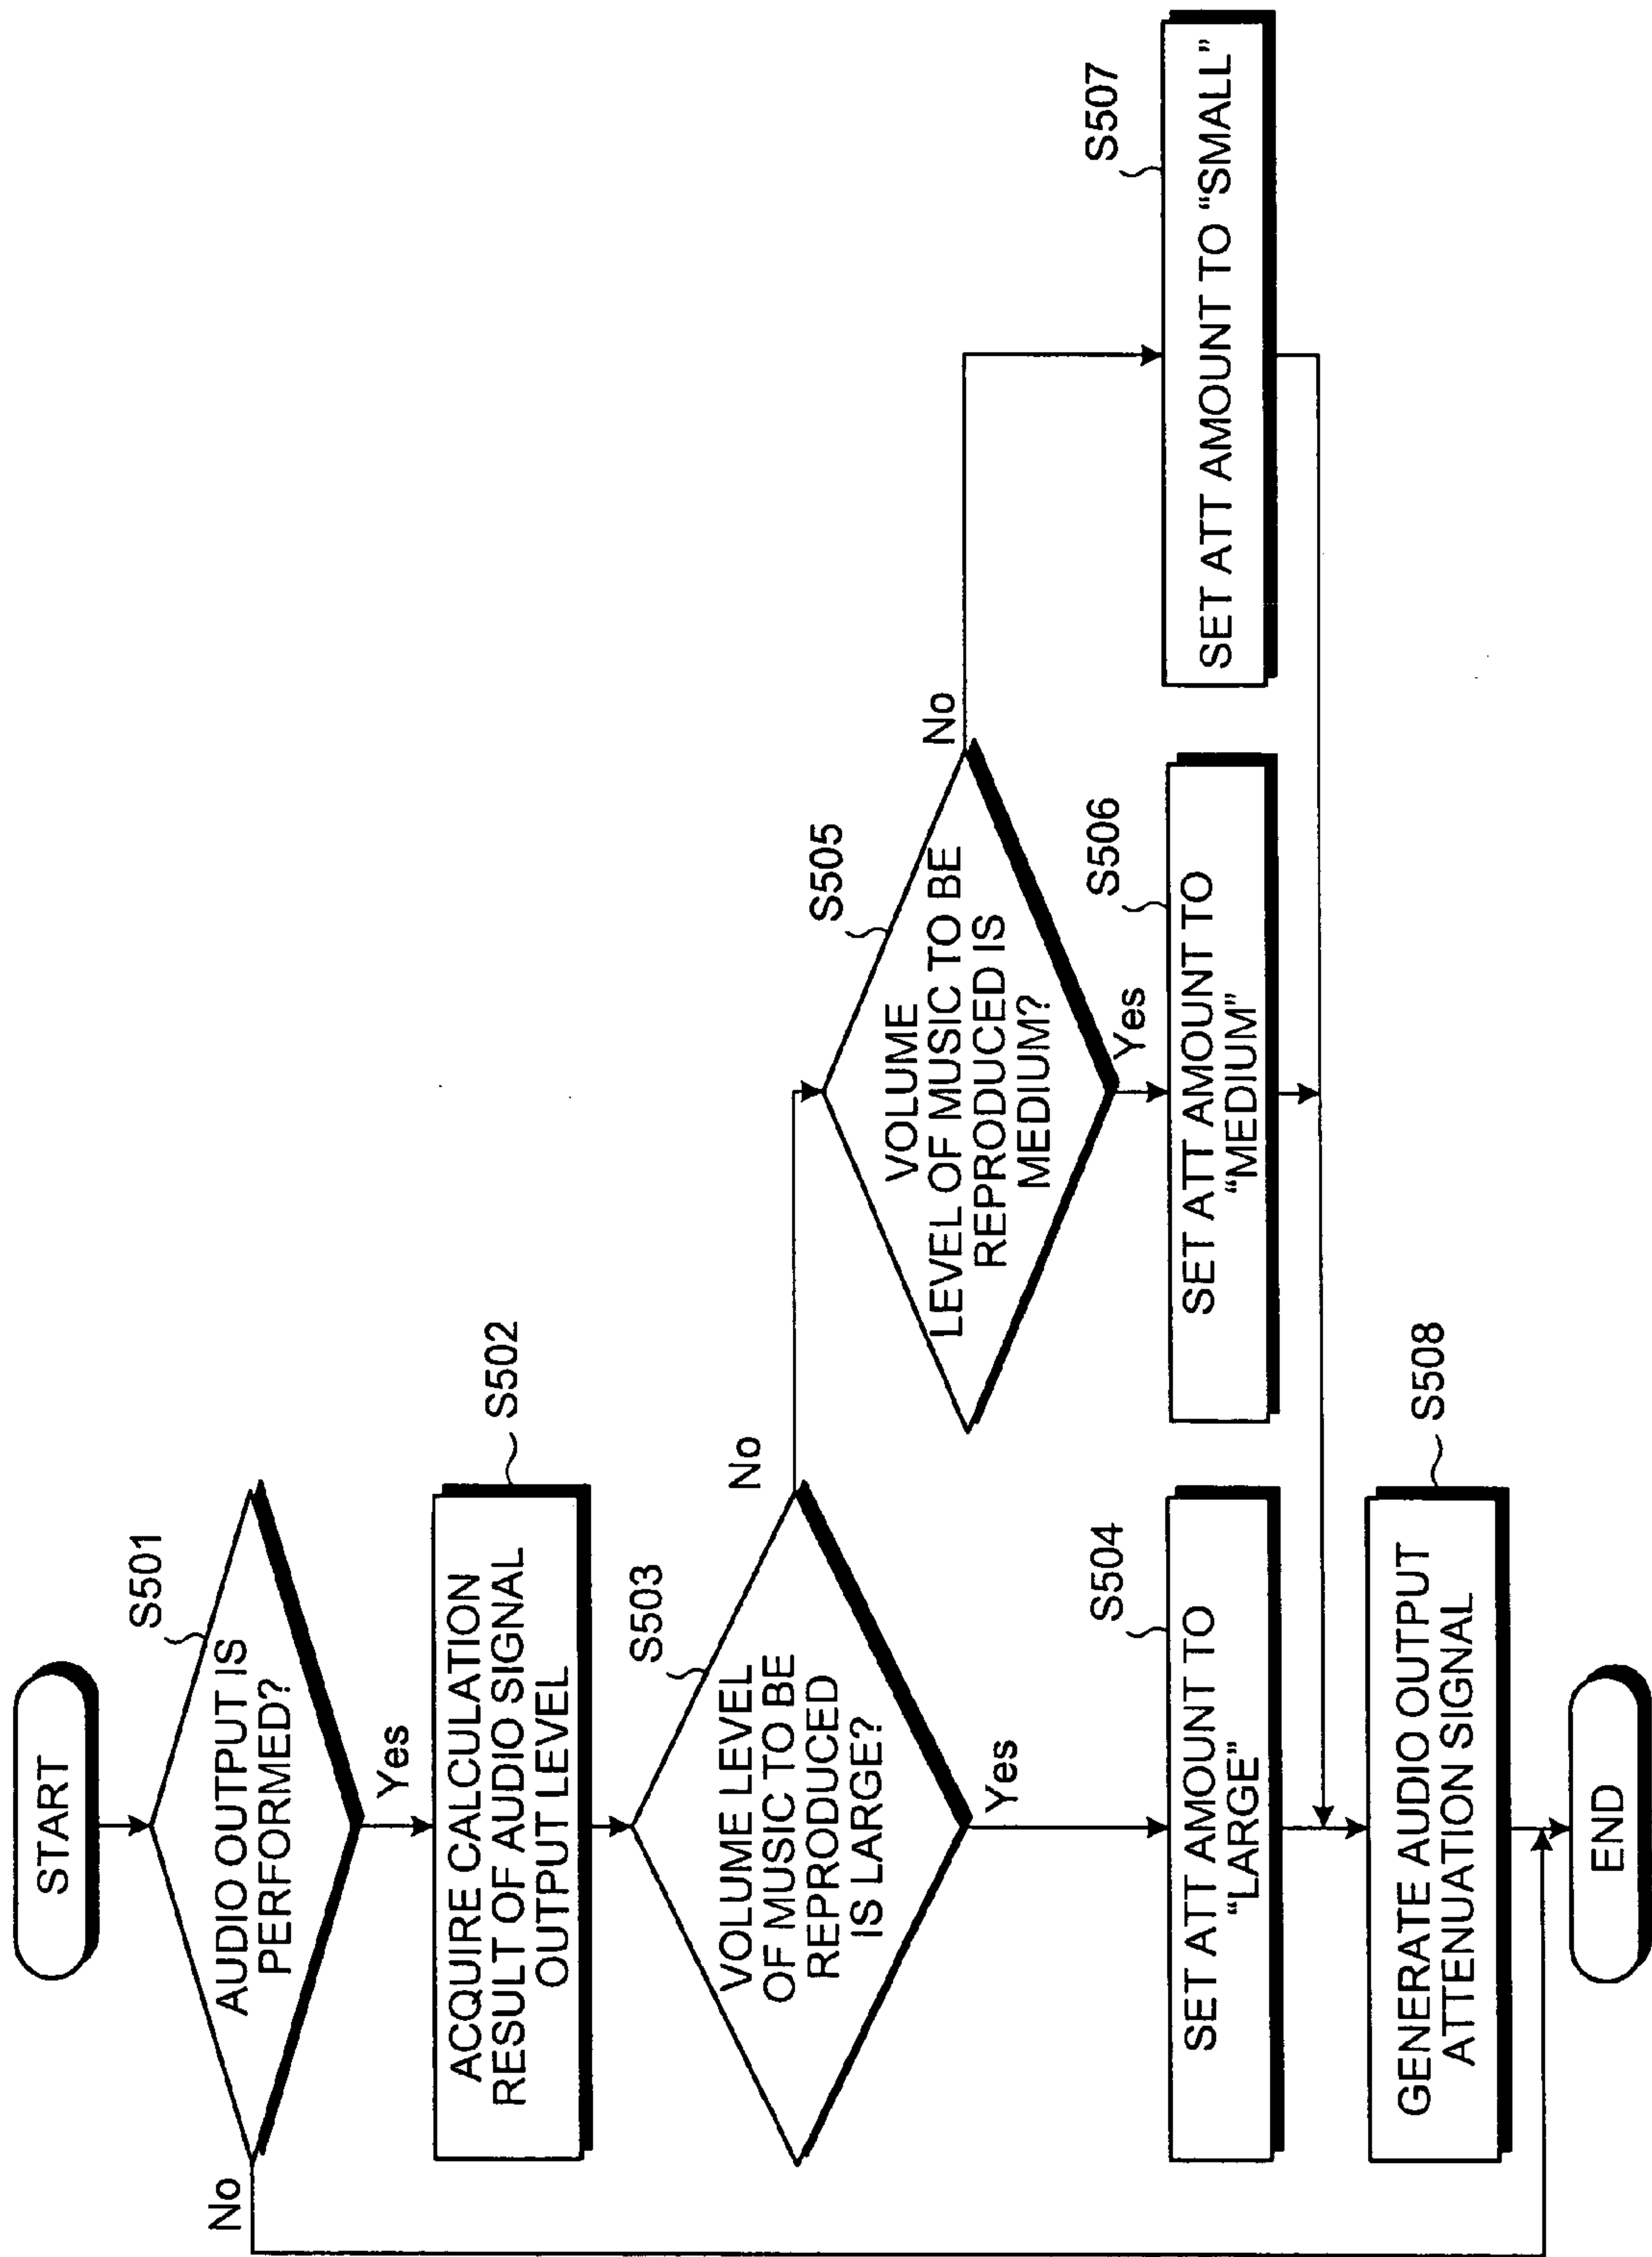 START
S501
AUDIO OUTPUT IS
PERFORMED?
No
Yes
S502
ACQUIRE CALCULATION
RESULT OF AUDIO SIGNAL
OUTPUT LEVEL
S503
VOLUME LEVEL
OF MUSIC TO BE
REPRODUCED
IS LARGE?
No
Yes
S505
VOLUME
LEVEL OF MUSIC TO BE
REPRODUCED IS
MEDIUM?
No
Yes
S504
SET ATT AMOUNT TO
“LARGE”
S506
SET ATT AMOUNT TO
“MEDIUM”
S507
SET ATT AMOUNT TO “SMALL”
S508
GENERATE AUDIO OUTPUT
ATTENUATION SIGNAL
END